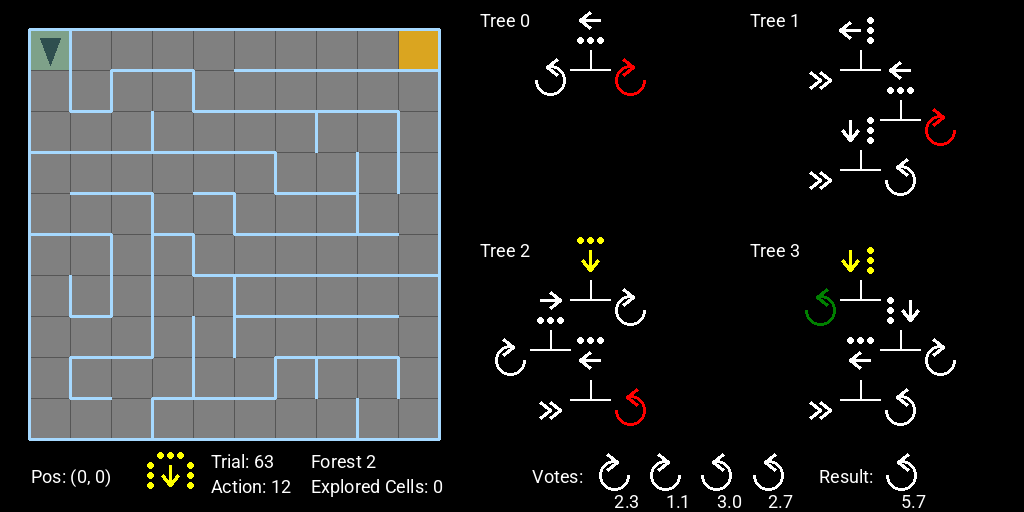 Tree 0
Tree 1
Tree 2
Tree 3
Pos: (0, 0)
Trial: 63
Forest 2
Action: 12
Explored Cells: 0
Votes:
2.3
1.1
3.0
2.7
Result:
5.7